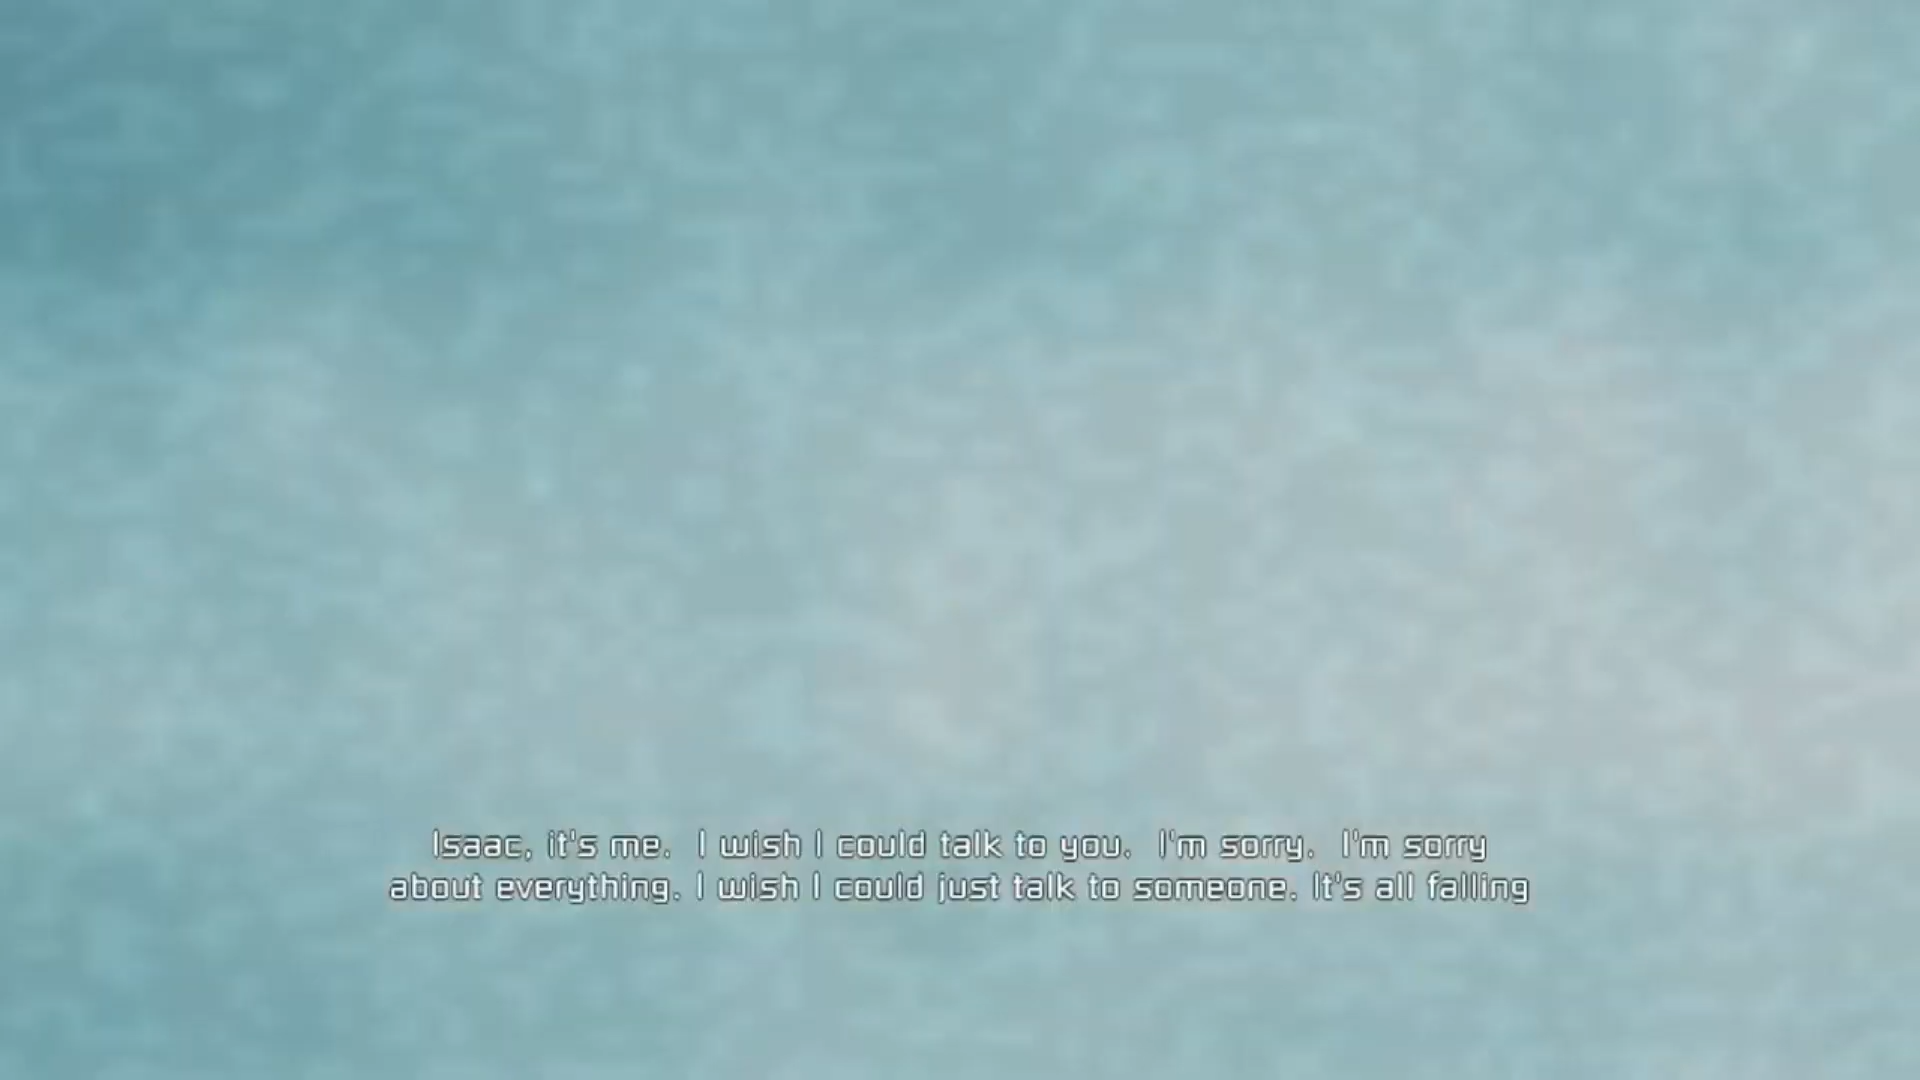 Isaac, it's me.  I wish I could talk to you.  I'm sorry.  I'm sorry
about everything. I wish I could just talk to someone. It's all falling